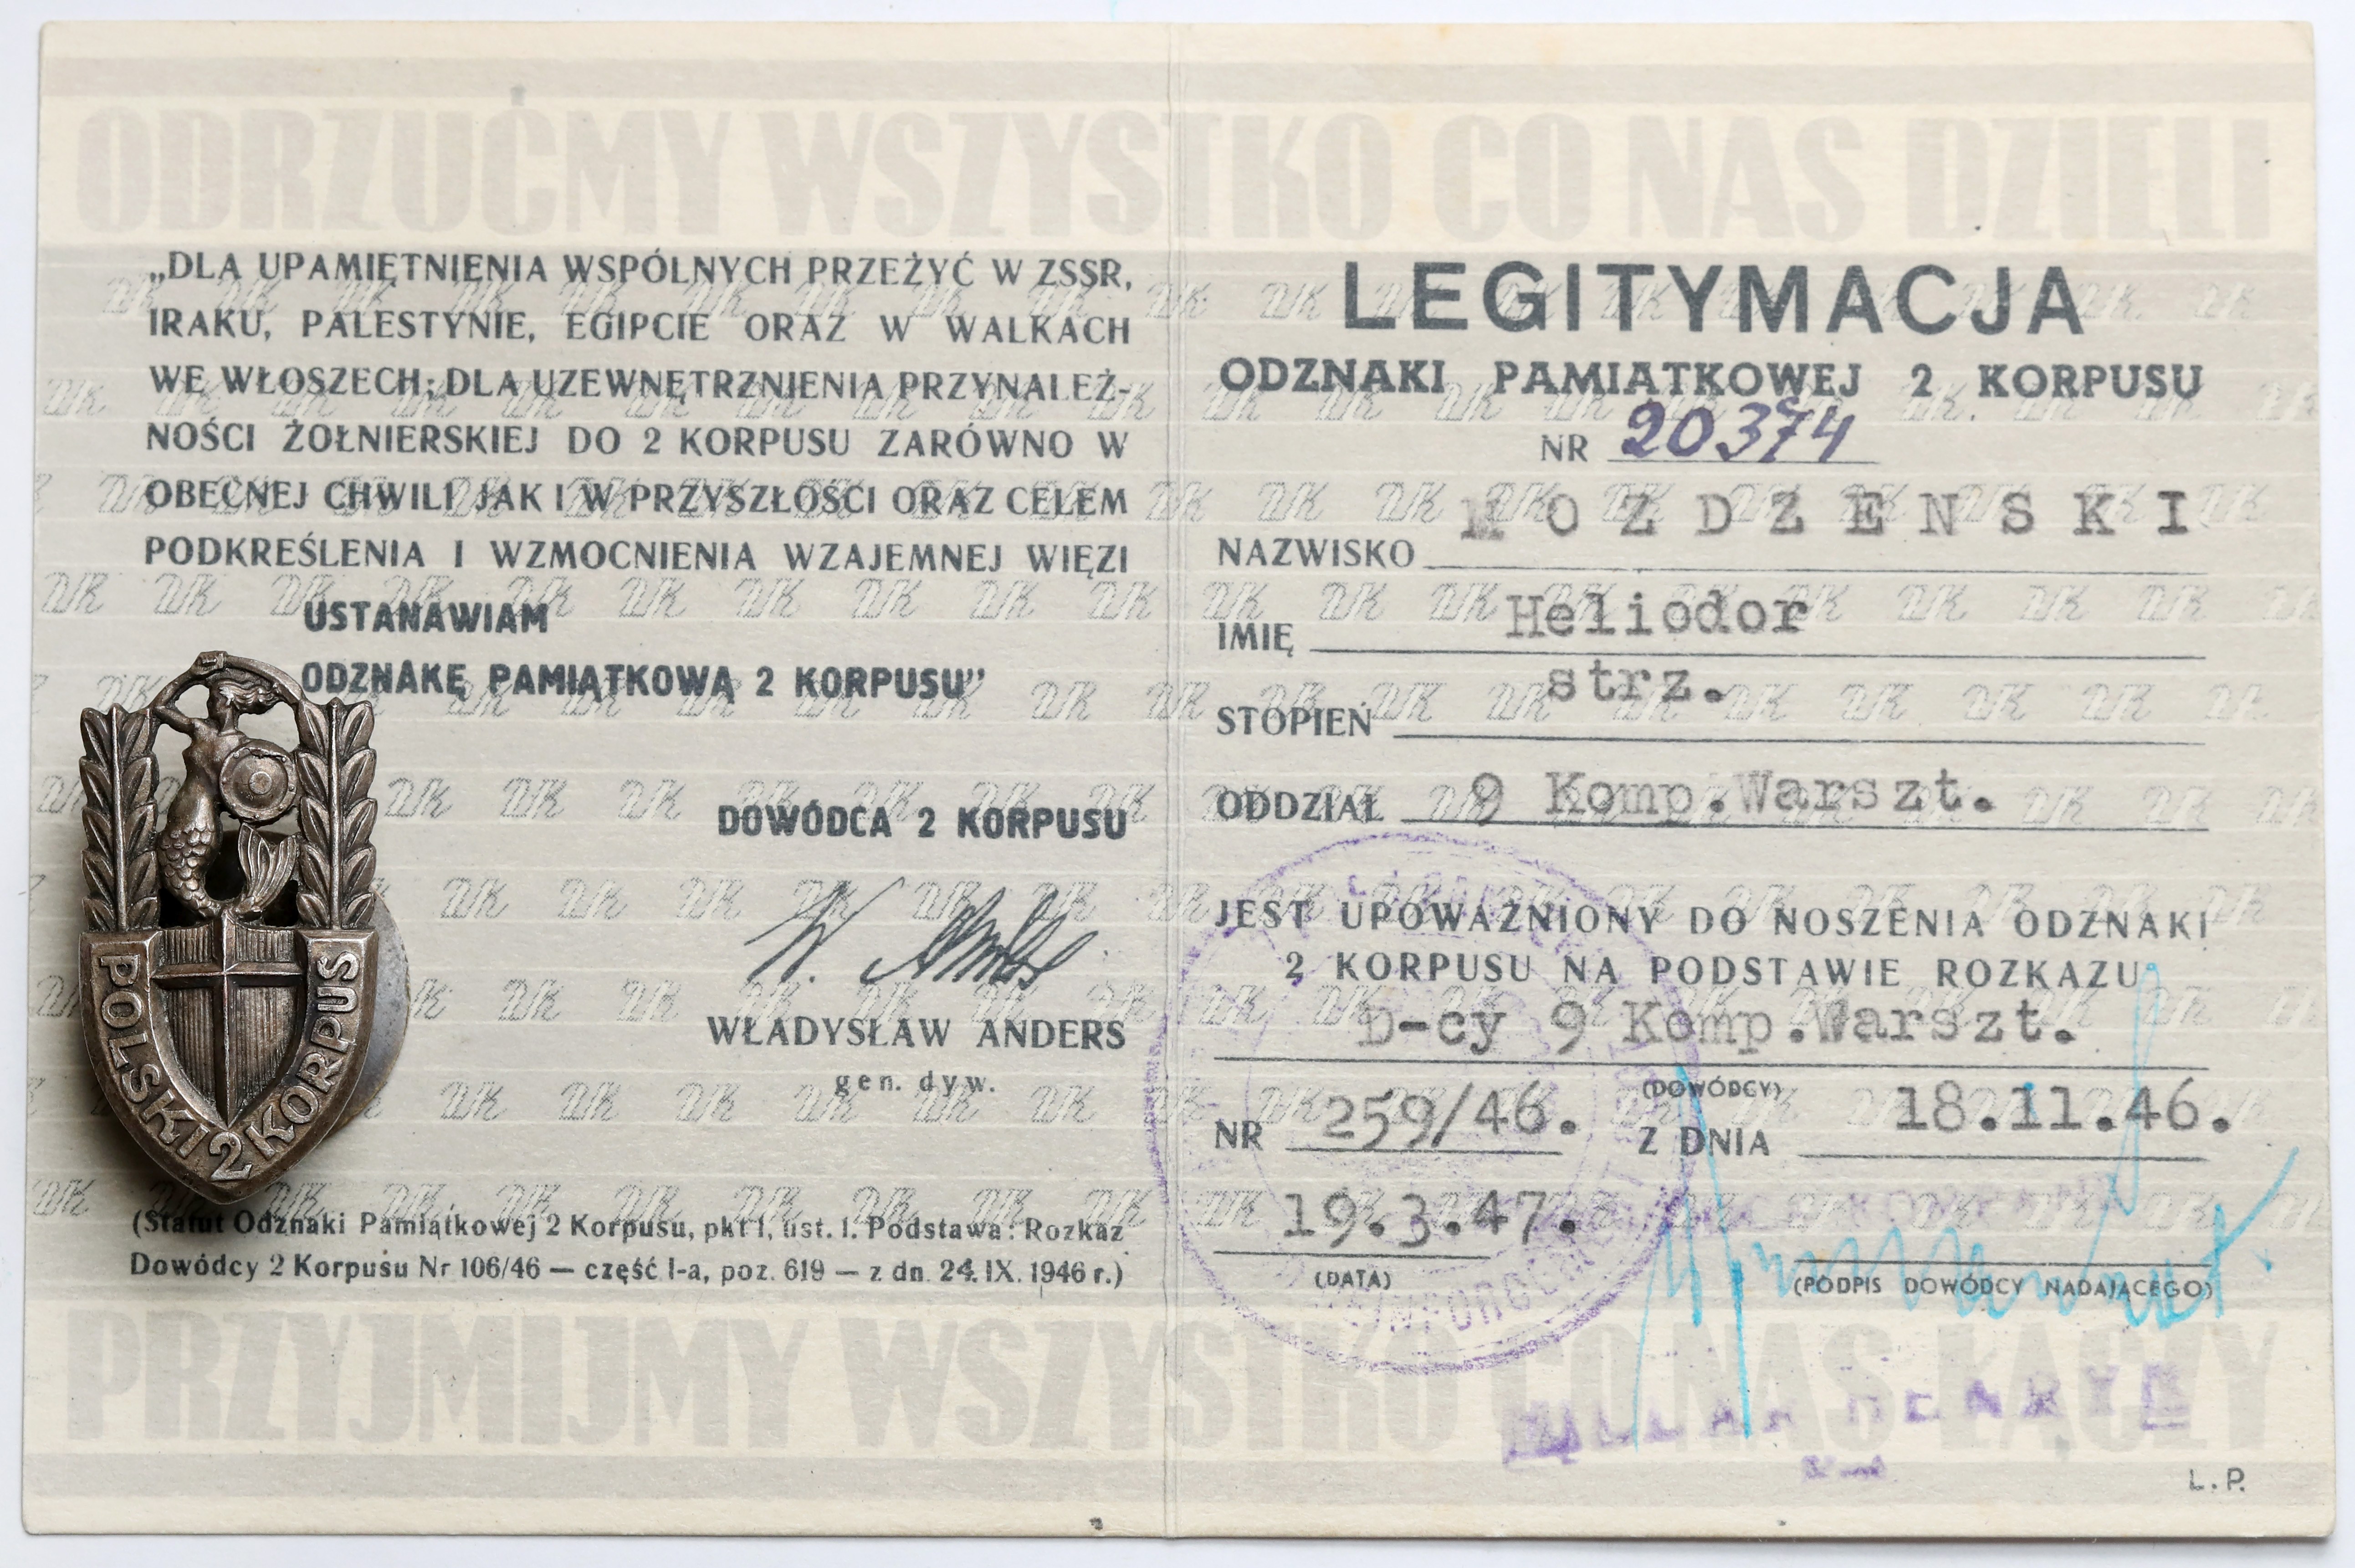 ODRZUĆMY WSZYSTKO CO NAS DZIELI
„DLA UPAMIĘTNIENIA WSPÓLNYCH PRZEŻYĆ W ZSSR,
IRAKU, PALESTYNIE, EGIPCIE ORAZ W WALKACH
WE WŁOSZECH; DLA UZEWNĘTRZNIENIA PRZYNALEŻ-
NOŚCI ŻOŁNIERSKIEJ DO 2 KORPUSU ZARÓWNO W
OBECNEJ CHWILI JAK I W PRZYSZŁOŚCI ORAZ CELEM
PODKREŚLENIA I WZMOCNIENIA WZAJEMNEJ WIĘZI
USTANAWIAM
ODZNAKĘ PAMIĄTKOWĄ 2 KORPUSU”
DOWÓDCA 2 KORPUSU
W. Anders
WŁADYSŁAW ANDERS
gen. dyw.
POLSKI 2 KORPUS
(Statut Odznaki Pamiątkowej 2 Korpusu, pkt 1, ust. 1. Podstawa: Rozkaz
Dowódcy 2 Korpusu Nr 106/46 — część I-a, poz. 619 — z dn. 24. IX. 1946 r.)
LEGITYMACJA
ODZNAKI PAMIĄTKOWEJ 2 KORPUSU
NR 20374
NAZWISKO MOZDZENSKI
IMIĘ Heliodor
STOPIEŃ strz.
ODDZIAŁ 9 Komp.Warszt.
JEST UPOWAŻNIONY DO NOSZENIA ODZNAKI
2 KORPUSU NA PODSTAWIE ROZKAZU
D-cy 9 Komp.Warszt.
(DOWÓDCY)
NR 259/46. Z DNIA 18.11.46.
19.3.47.
(DATA) (PODPIS DOWÓDCY NADAJĄCEGO)
PRZYJMIJMY WSZYSTKO CO NAS ŁĄCZY
L.P.